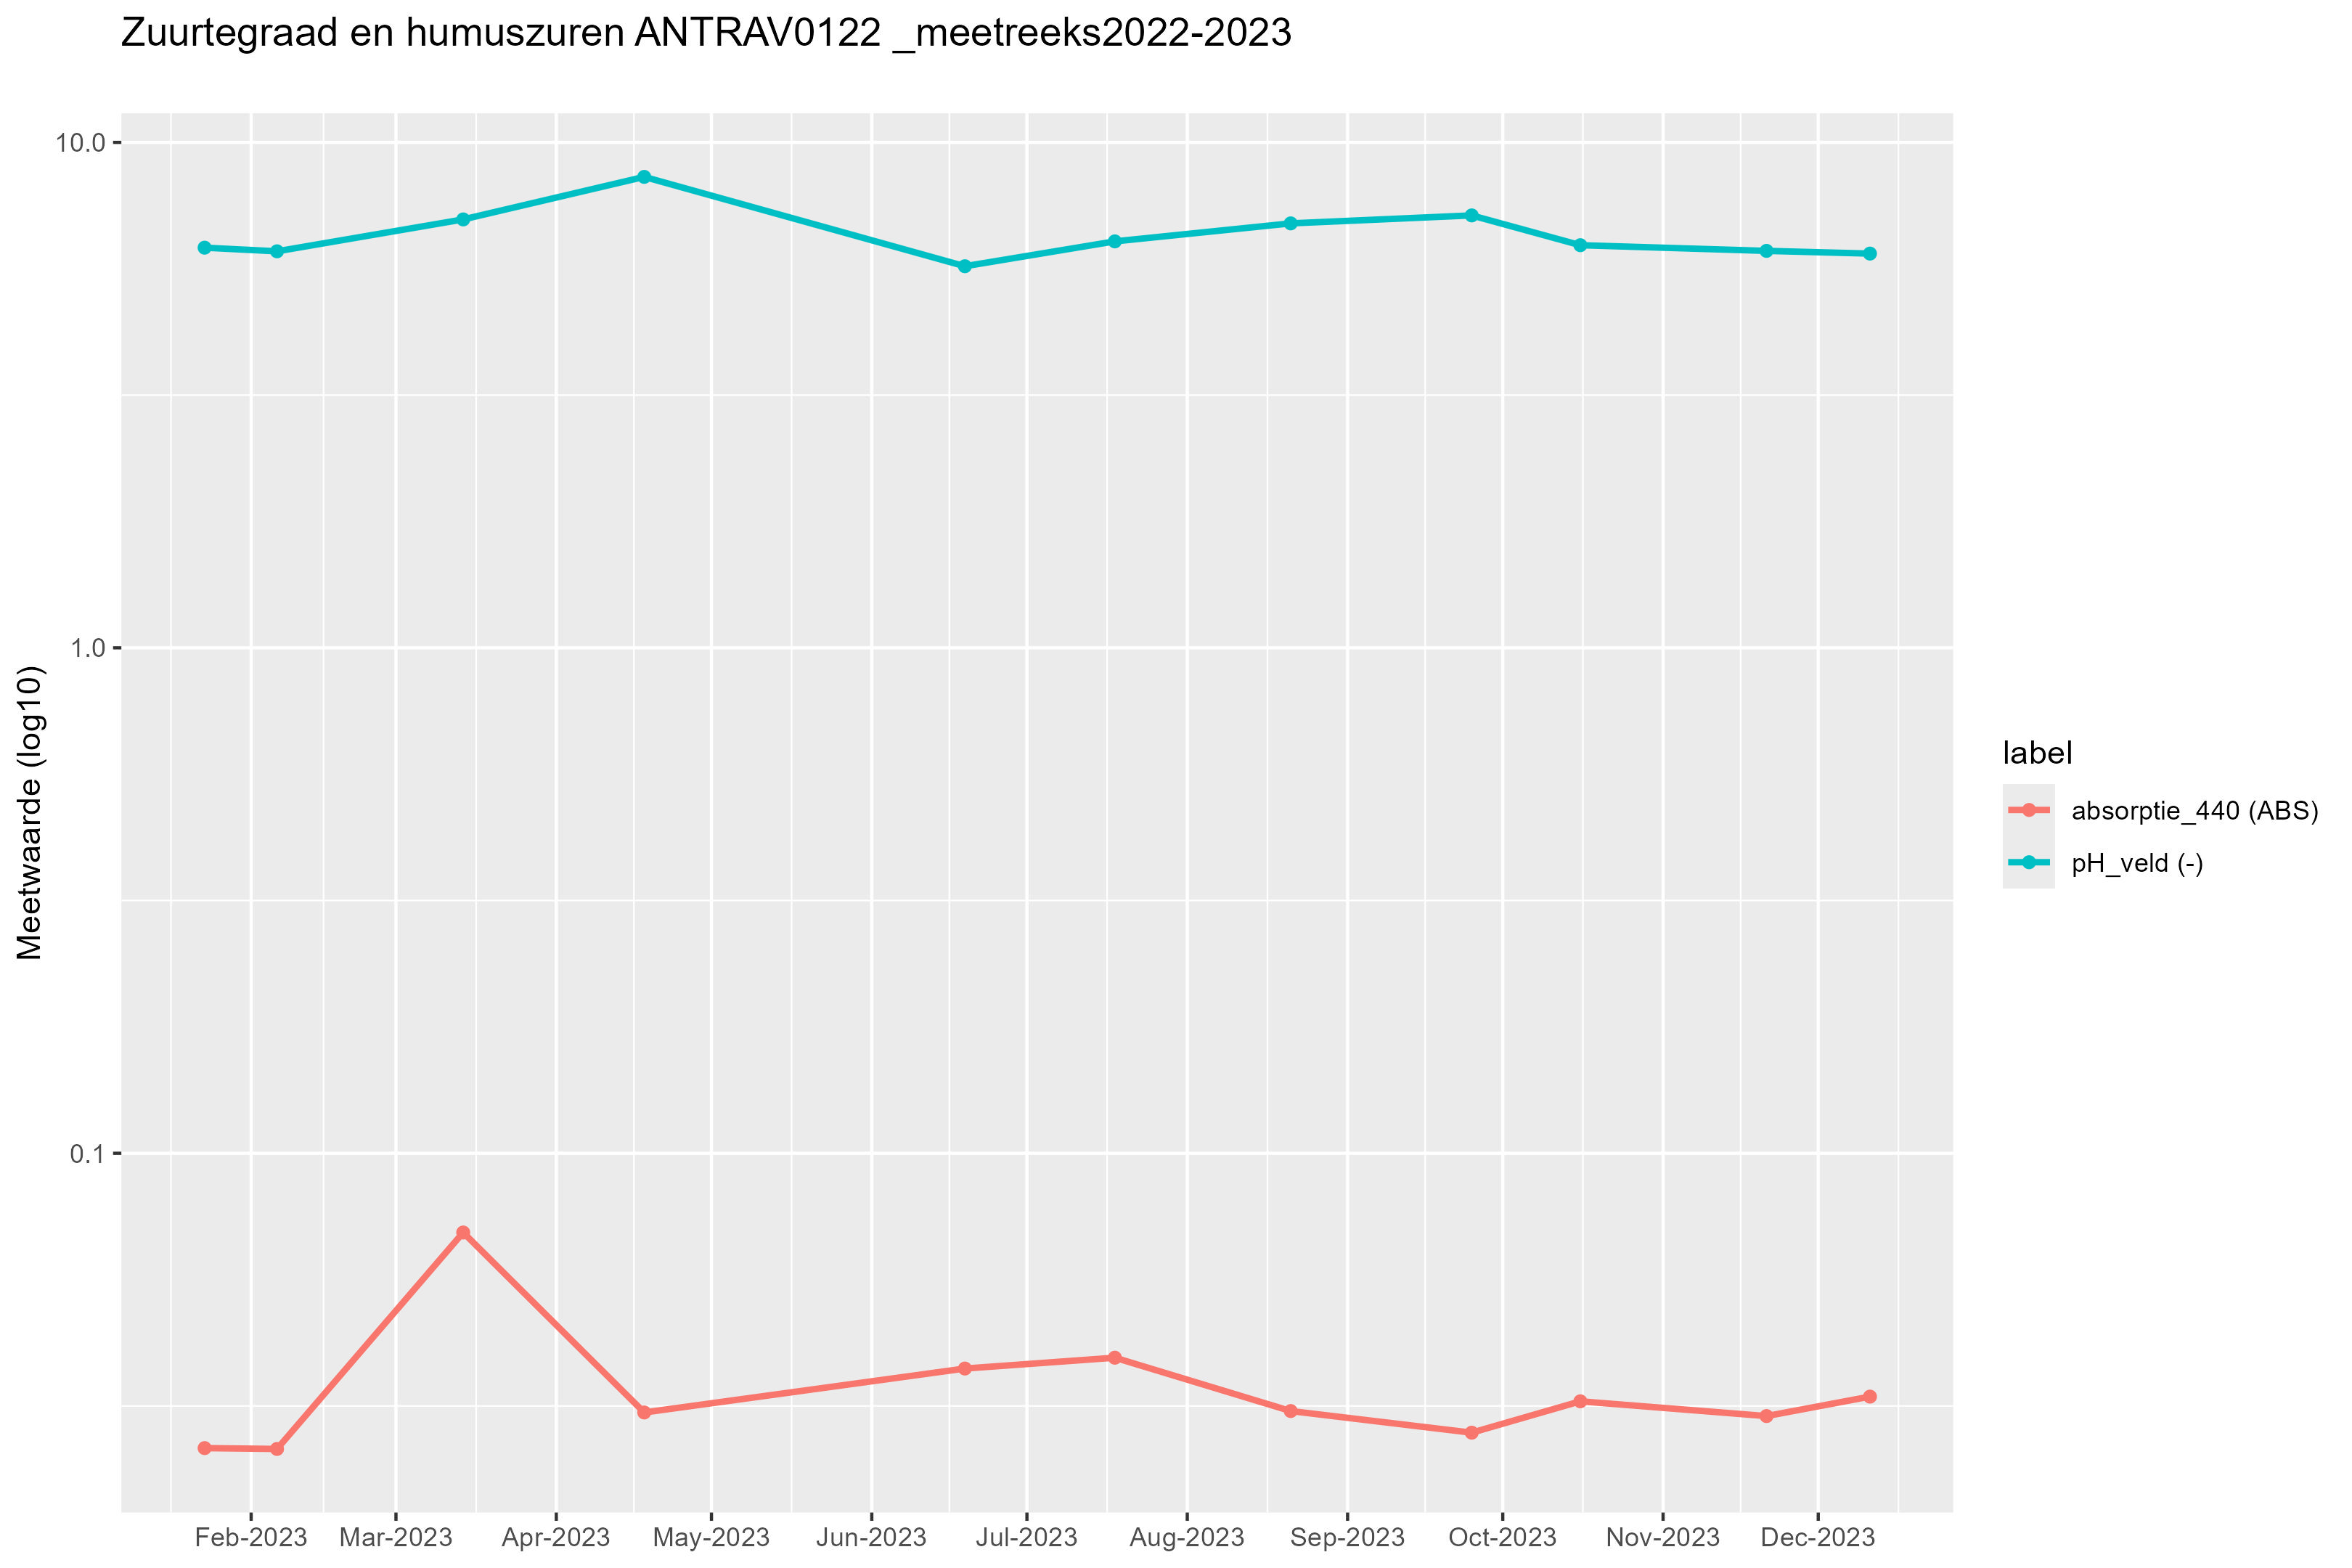 Zuurtegraad en humuszuren ANTRAV0122 _meetreeks2022-2023
10.0
1.0
0.1
Meetwaarde (log10)
Feb-2023 Mar-2023 Apr-2023 May-2023 Jun-2023 Jul-2023 Aug-2023 Sep-2023 Oct-2023 Nov-2023 Dec-2023
label
absorptie_440 (ABS)
pH_veld (-)